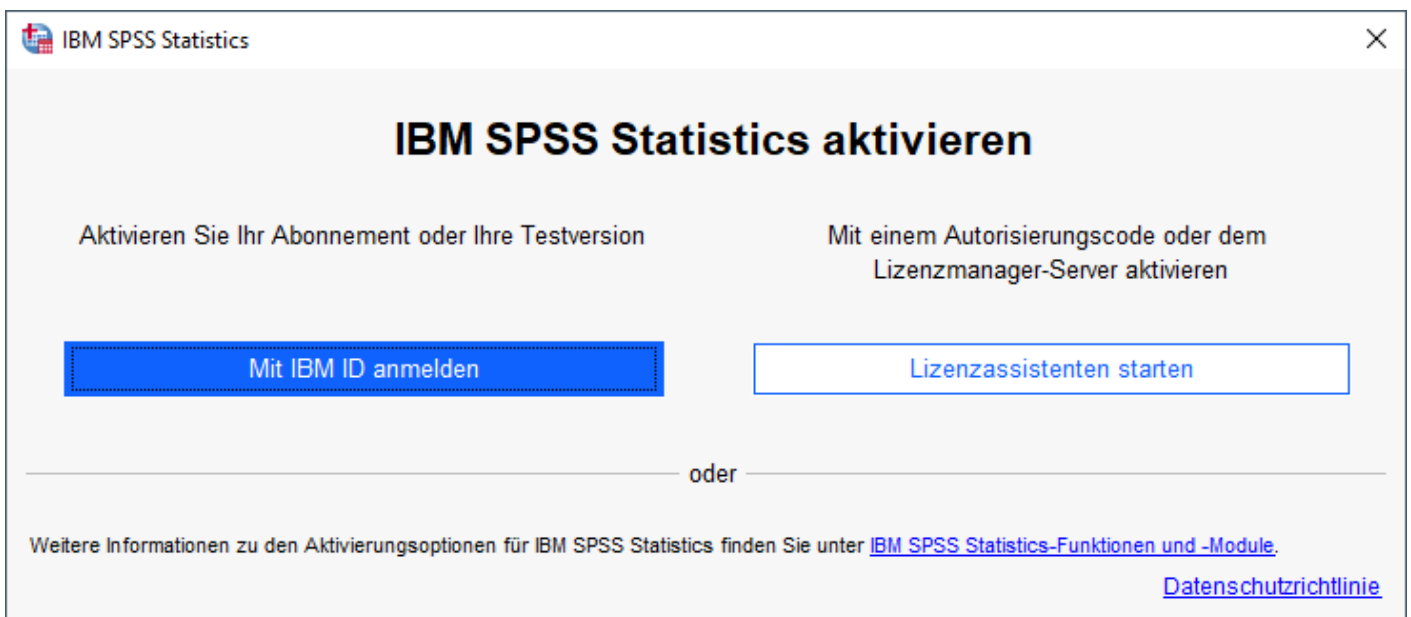 IBM SPSS Statistics
IBM SPSS Statistics aktivieren
Aktivieren Sie Ihr Abonnement oder Ihre Testversion
Mit einem Autorisierungscode oder dem
Lizenzmanager-Server aktivieren
Mit IBM ID anmelden
Lizenzassistenten starten
oder
Weitere Informationen zu den Aktivierungsoptionen für IBM SPSS Statistics finden Sie unter IBM SPSS Statistics-Funktionen und -Module.
Datenschutzrichtlinie